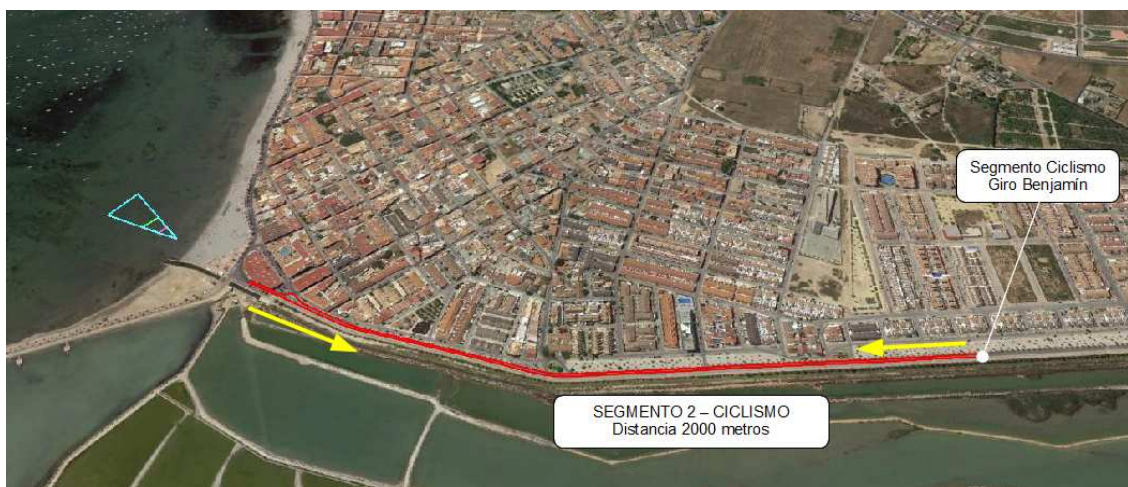 Segmento Ciclismo
Giro Benjamín
SEGMENTO 2 – CICLISMO
Distancia 2000 metros